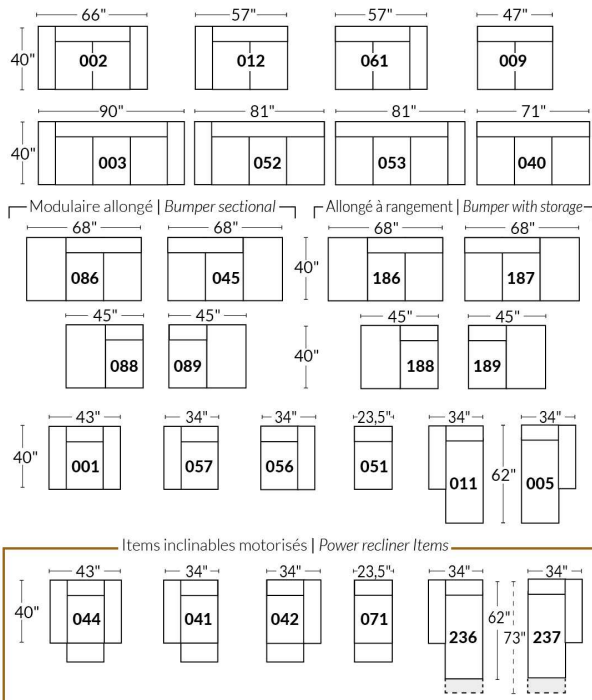 66" 57" 57" 47"
40" 002 012 061 009
90" 81" 81" 71"
40" 003 052 053 040
Modulaire allongé | Bumper sectional
Allongé à rangement | Bumper with storage
68" 68" 68" 68"
086 045 40" 186 187
45" 45" 45" 45"
088 089 40" 188 189
43" 34" 34" 23,5" 34" 34"
40" 001 057 056 051 011 62" 005
Items inclinables motorisés | Power recliner Items
43" 34" 34" 23,5" 34" 34"
40" 044 041 042 071 236 62" 73" 237